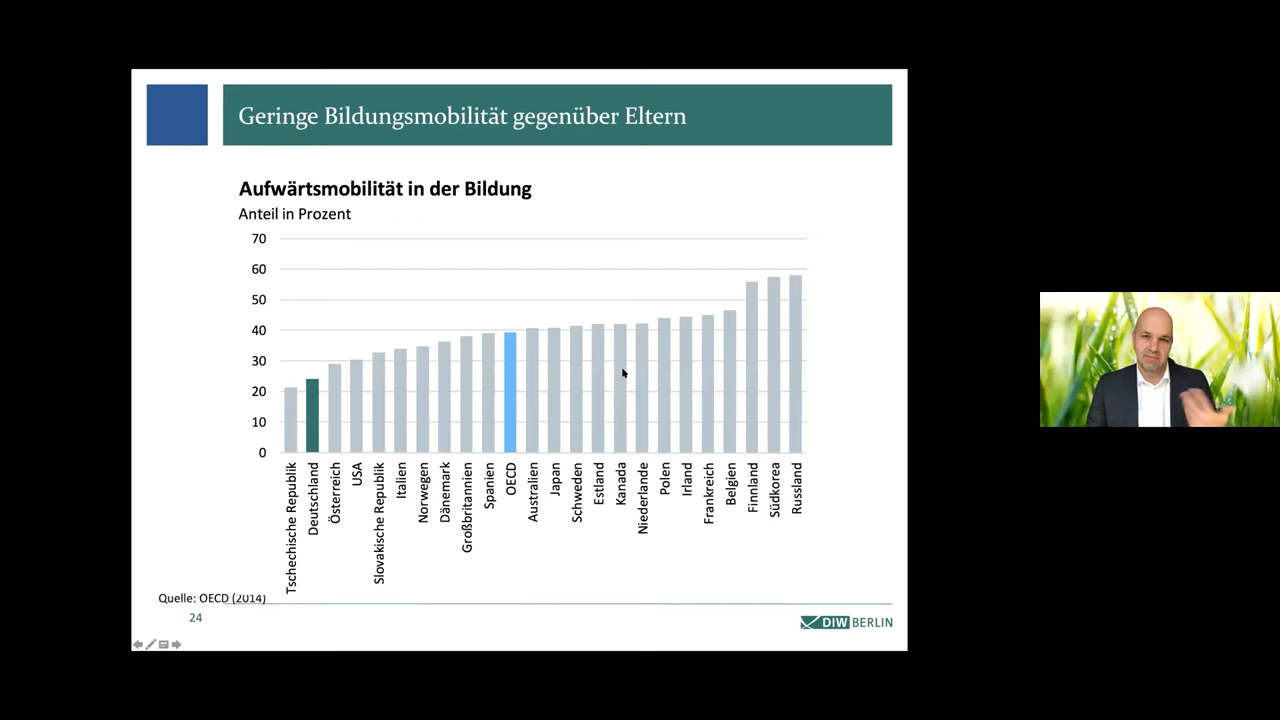 Geringe Bildungsmobilität gegenüber Eltern
Aufwärtsmobilität in der Bildung
Anteil in Prozent
70
60
50
40
30
20
10
0
Tschechische Republik
Deutschland
Österreich
USA
Slovakische Republik
Italien
Norwegen
Dänemark
Großbritannien
Spanien
OECD
Australien
Japan
Schweden
Estland
Kanada
Niederlande
Polen
Irland
Frankreich
Belgien
Finnland
Südkorea
Russland
Quelle: OECD (2014)
24
DIW BERLIN